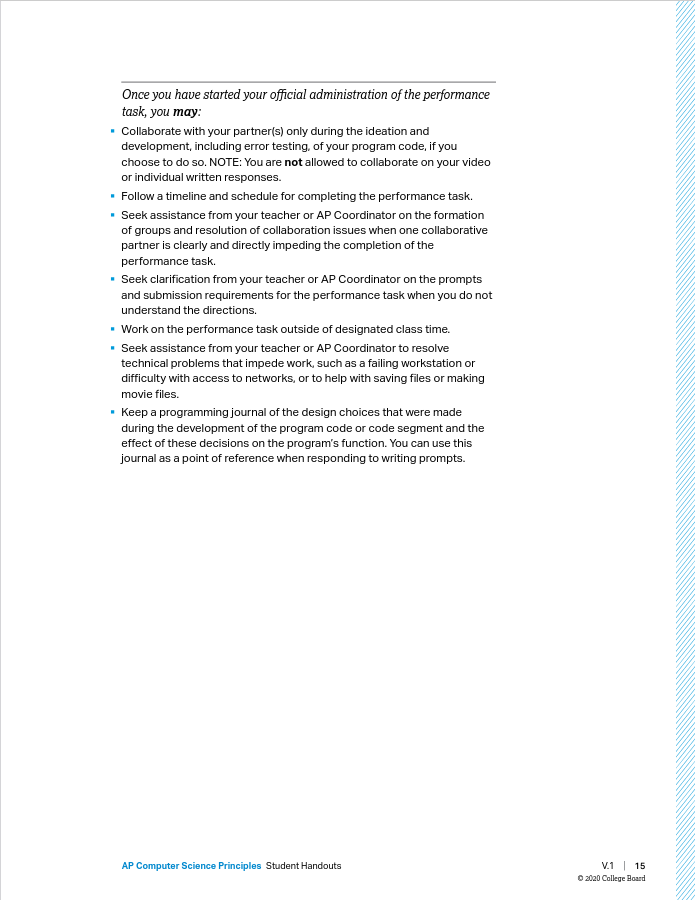 Once you have started your official administration of the performance
task, you may:
▪ Collaborate with your partner(s) only during the ideation and
development, including error testing, of your program code, if you
choose to do so. NOTE: You are not allowed to collaborate on your video
or individual written responses.
▪ Follow a timeline and schedule for completing the performance task.
▪ Seek assistance from your teacher or AP Coordinator on the formation
of groups and resolution of collaboration issues when one collaborative
partner is clearly and directly impeding the completion of the
performance task.
▪ Seek clarification from your teacher or AP Coordinator on the prompts
and submission requirements for the performance task when you do not
understand the directions.
▪ Work on the performance task outside of designated class time.
▪ Seek assistance from your teacher or AP Coordinator to resolve
technical problems that impede work, such as a failing workstation or
difficulty with access to networks, or to help with saving files or making
movie files.
▪ Keep a programming journal of the design choices that were made
during the development of the program code or code segment and the
effect of these decisions on the program's function. You can use this
journal as a point of reference when responding to writing prompts.
AP Computer Science Principles Student Handouts
V.1 | 15
© 2020 College Board